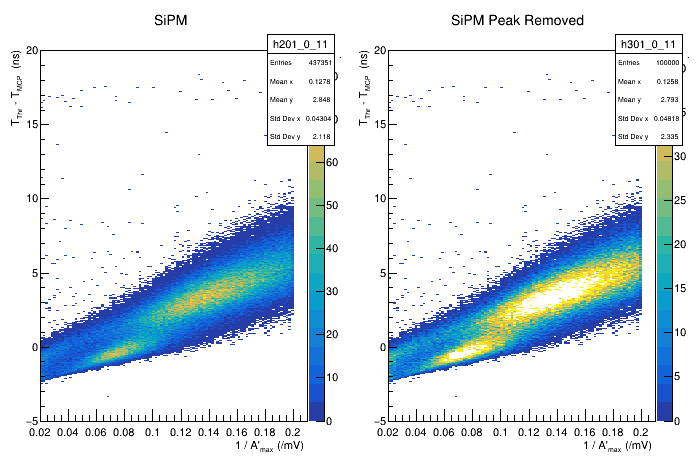 SiPM
h201_0_11
Entries 437351
Mean x 0.1278
Mean y 2.848
Std Dev x 0.04304
Std Dev y 2.118
T_Thr - T_MCP (ns)
20
15
10
5
0
−5
60
50
40
30
20
10
0
0.02 0.04 0.06 0.08 0.1 0.12 0.14 0.16 0.18 0.2
1 / A'_max (/mV)
SiPM Peak Removed
h301_0_11
Entries 100000
Mean x 0.1258
Mean y 2.793
Std Dev x 0.04818
Std Dev y 2.335
T_Thr - T_MCP (ns)
20
15
10
5
0
−5
30
25
20
15
10
5
0
0.02 0.04 0.06 0.08 0.1 0.12 0.14 0.16 0.18 0.2
1 / A'_max (/mV)